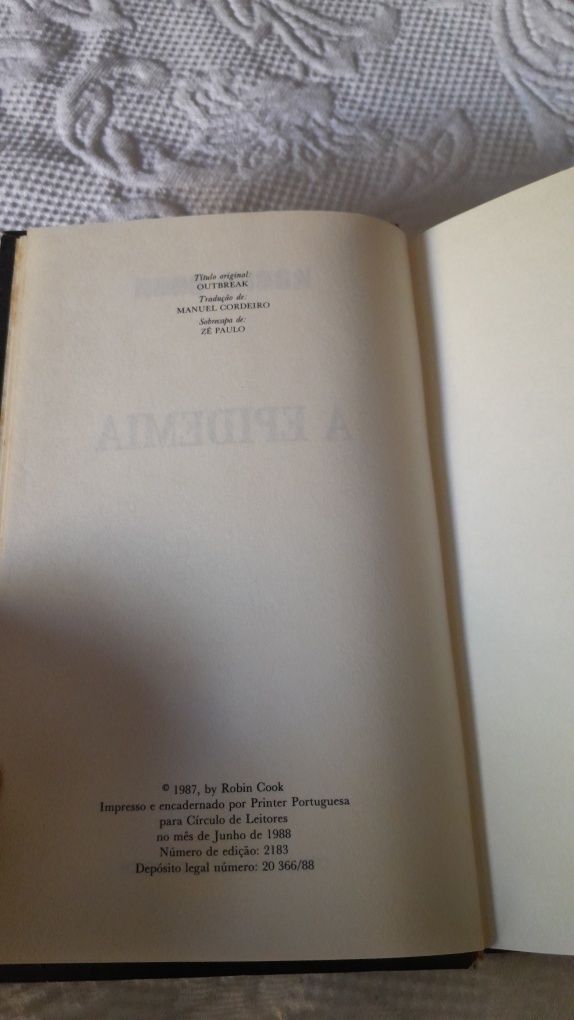 Título original:
OUTBREAK
Tradução de:
MANUEL CORDEIRO
Sobrecapa de:
ZÉ PAULO
A EPIDEMIA
© 1987, by Robin Cook
Impresso e encadernado por Printer Portuguesa
para Círculo de Leitores
no mês de Junho de 1988
Número de edição: 2183
Depósito legal número: 20 366/88